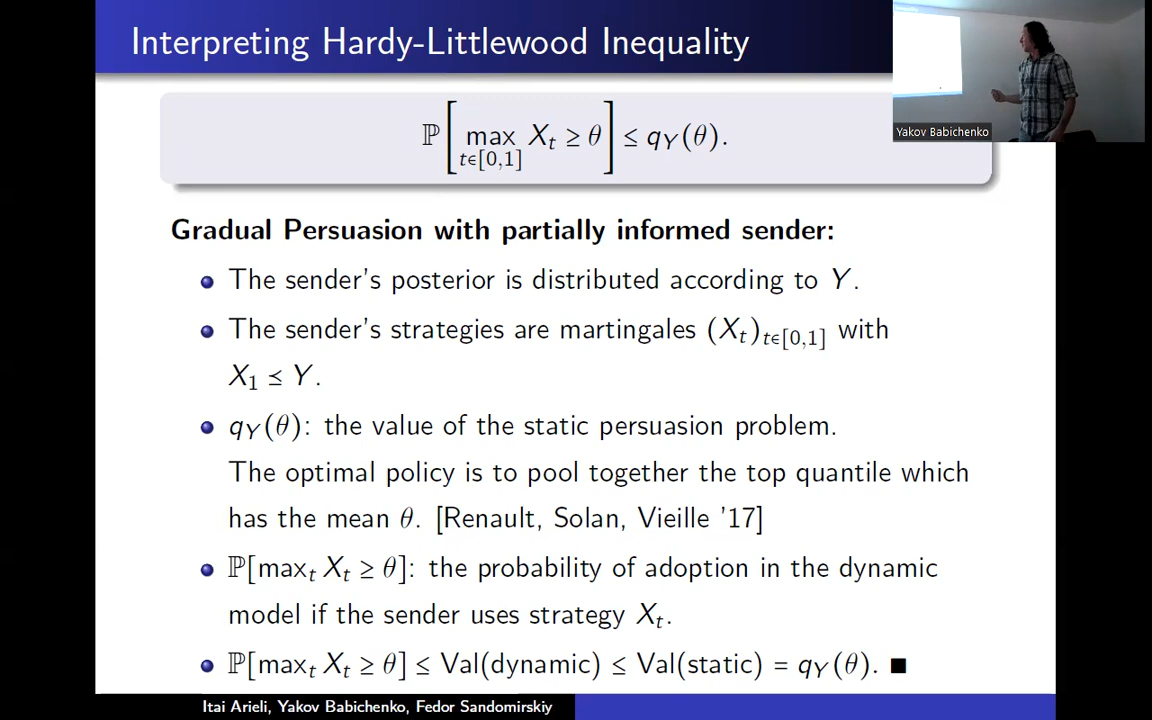 Interpreting Hardy-Littlewood Inequality
ℙ[max_{t∈[0,1]} X_t ≥ θ] ≤ q_Y(θ).
Yakov Babichenko
Gradual Persuasion with partially informed sender:
The sender's posterior is distributed according to Y.
The sender's strategies are martingales (X_t)_{t∈[0,1]} with
X_1 ⪯ Y.
q_Y(θ): the value of the static persuasion problem.
The optimal policy is to pool together the top quantile which
has the mean θ. [Renault, Solan, Vieille '17]
ℙ[max_t X_t ≥ θ]: the probability of adoption in the dynamic
model if the sender uses strategy X_t.
ℙ[max_t X_t ≥ θ] ≤ Val(dynamic) ≤ Val(static) = q_Y(θ). ■
Itai Arieli, Yakov Babichenko, Fedor Sandomirskiy